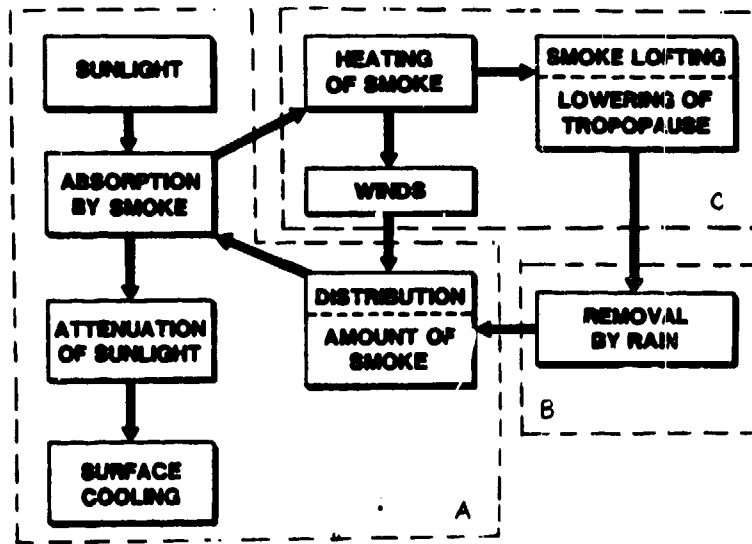 SUNLIGHT
ABSORPTION
BY SMOKE
ATTENUATION
OF SUNLIGHT
SURFACE
COOLING
HEATING
OF SMOKE
WINDS
DISTRIBUTION
AMOUNT OF
SMOKE
A
SMOKE LOFTING
LOWERING OF
TROPOPAUSE
C
REMOVAL
BY RAIN
B